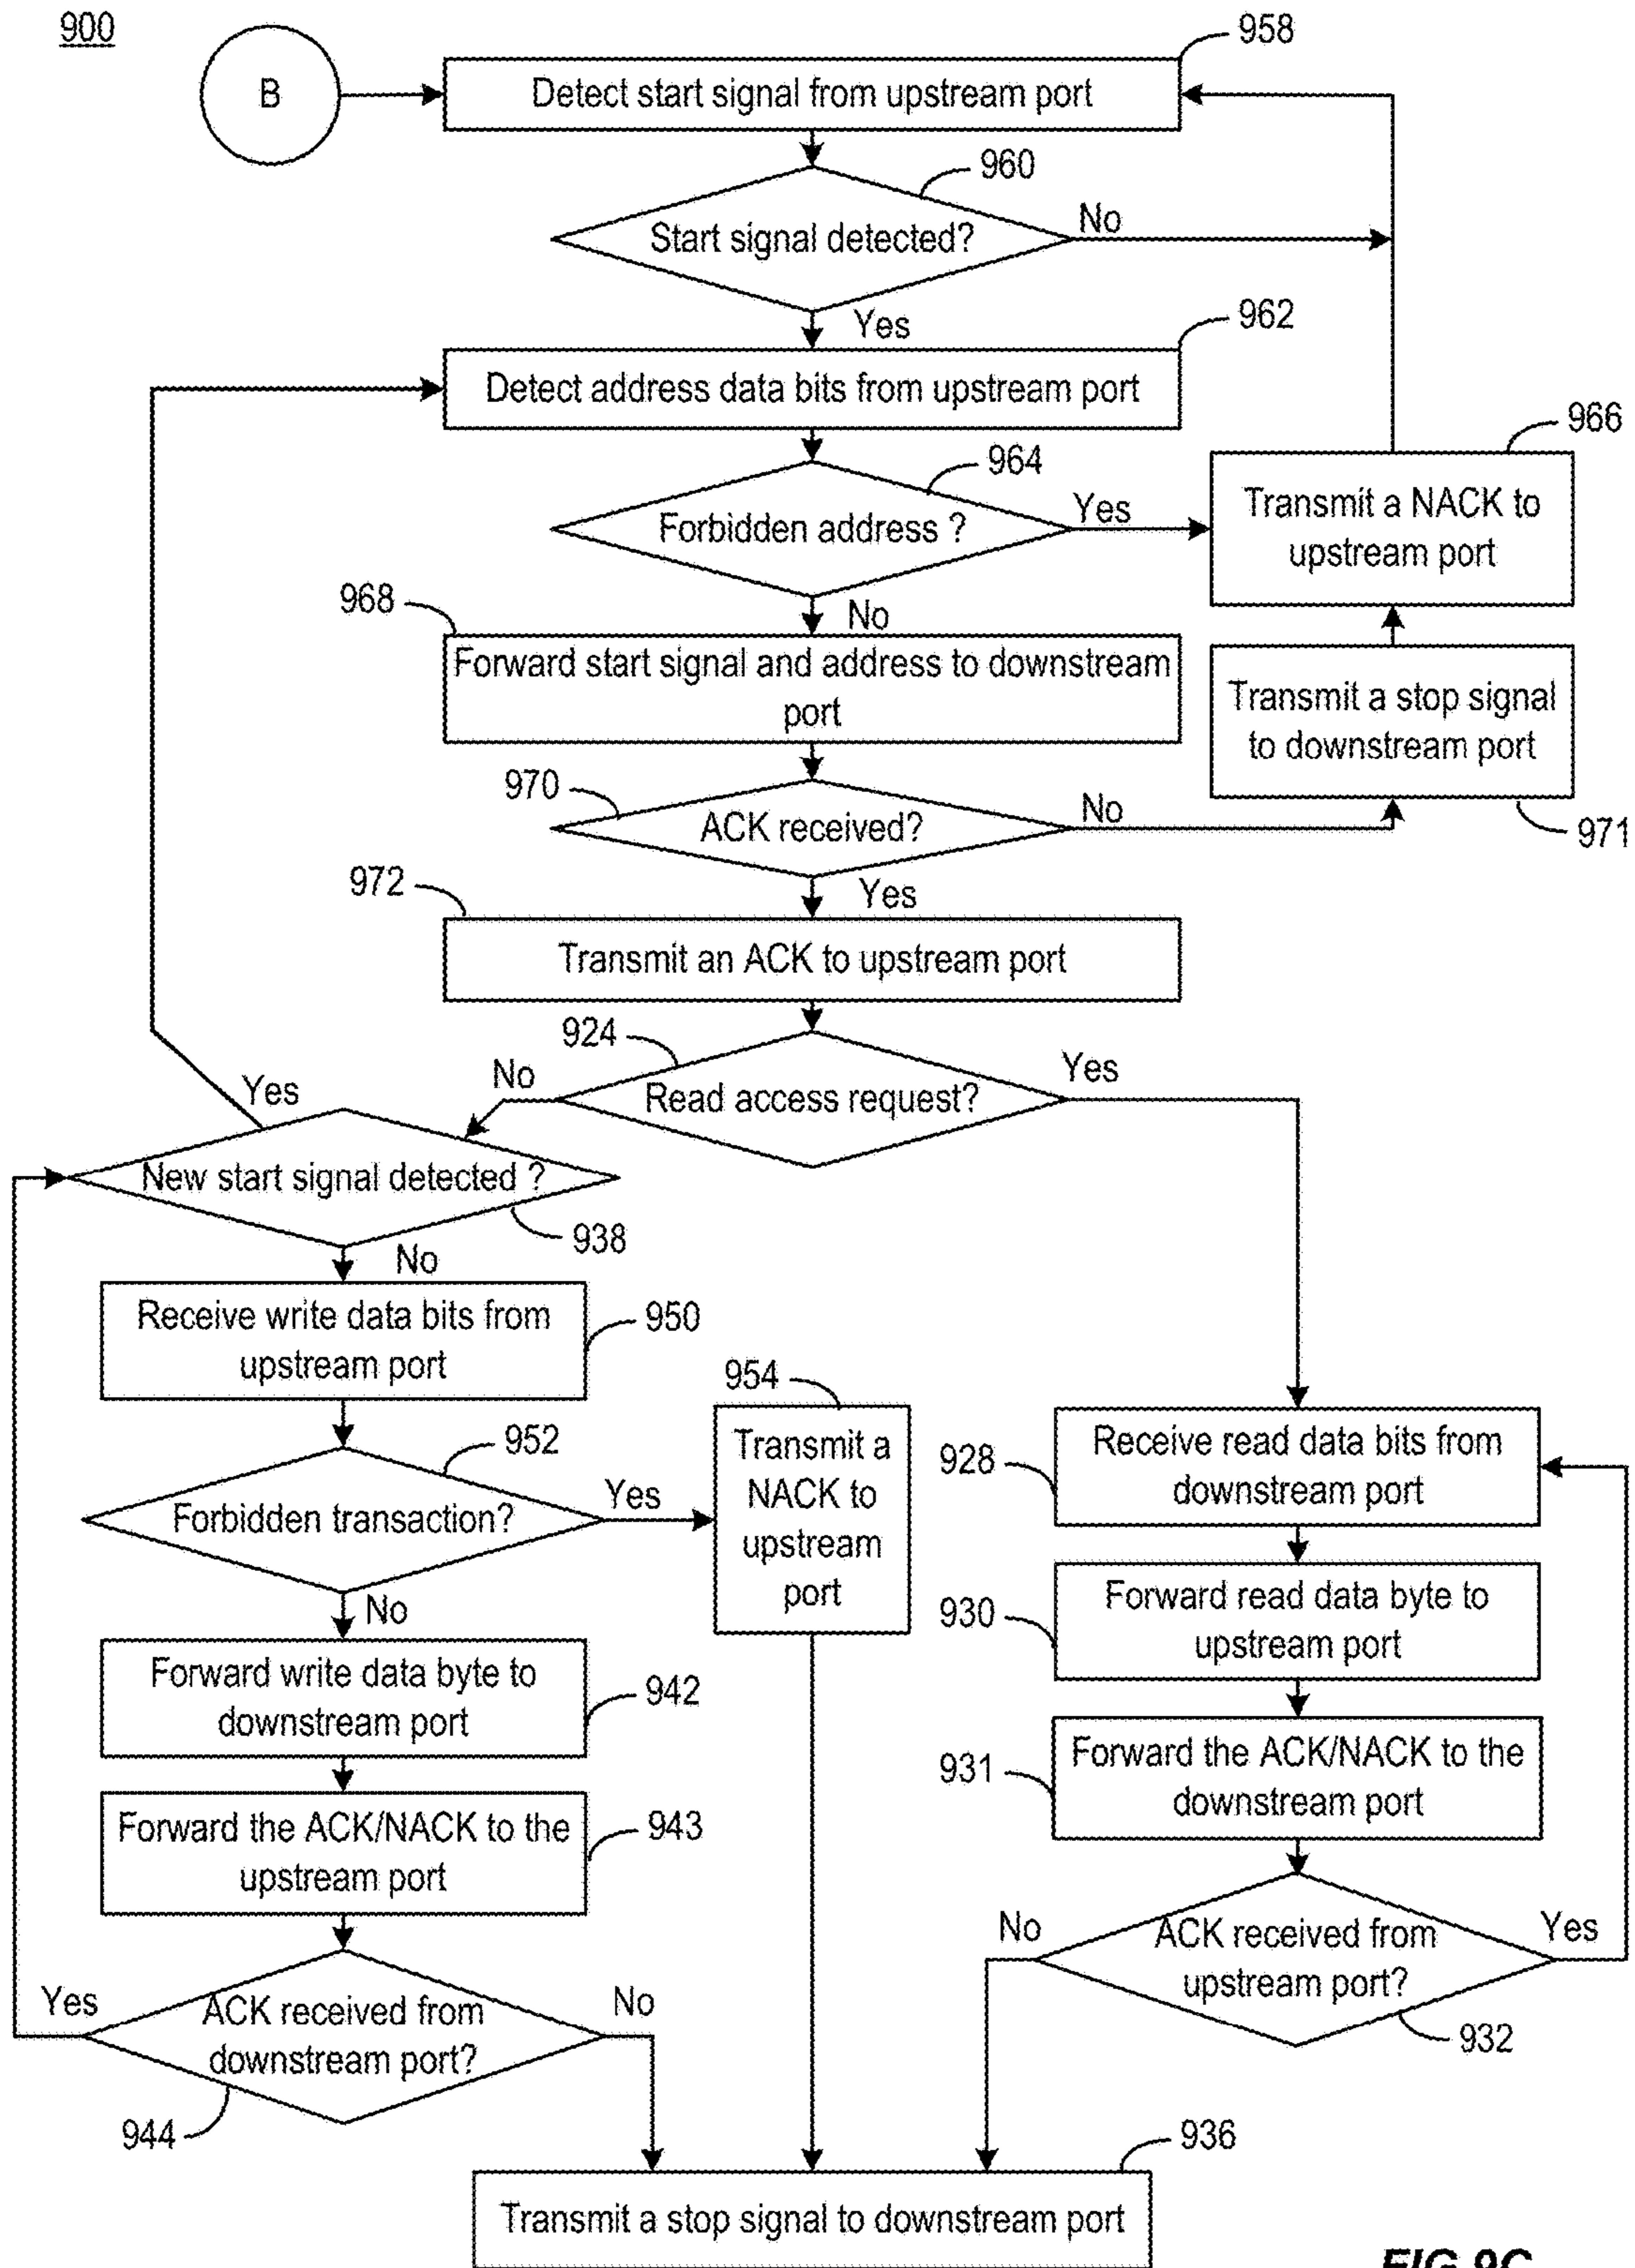 900
B
958
Detect start signal from upstream port
960
Start signal detected?
No
Yes
962
Detect address data bits from upstream port
964
Forbidden address ?
Yes
966
Transmit a NACK to
upstream port
No
968
Forward start signal and address to downstream
port
Transmit a stop signal
to downstream port
971
970
ACK received?
No
Yes
972
Transmit an ACK to upstream port
924
Read access request?
No
Yes
Yes
New start signal detected ?
938
No
Receive write data bits from
upstream port
950
952
Forbidden transaction?
Yes
954
Transmit a
NACK to
upstream
port
No
Forward write data byte to
downstream port
942
Forward the ACK/NACK to the
upstream port
943
Yes
ACK received from
downstream port?
No
944
928
Receive read data bits from
downstream port
930
Forward read data byte to
upstream port
931
Forward the ACK/NACK to the
downstream port
No
ACK received from
upstream port?
Yes
932
936
Transmit a stop signal to downstream port
FIG.9C